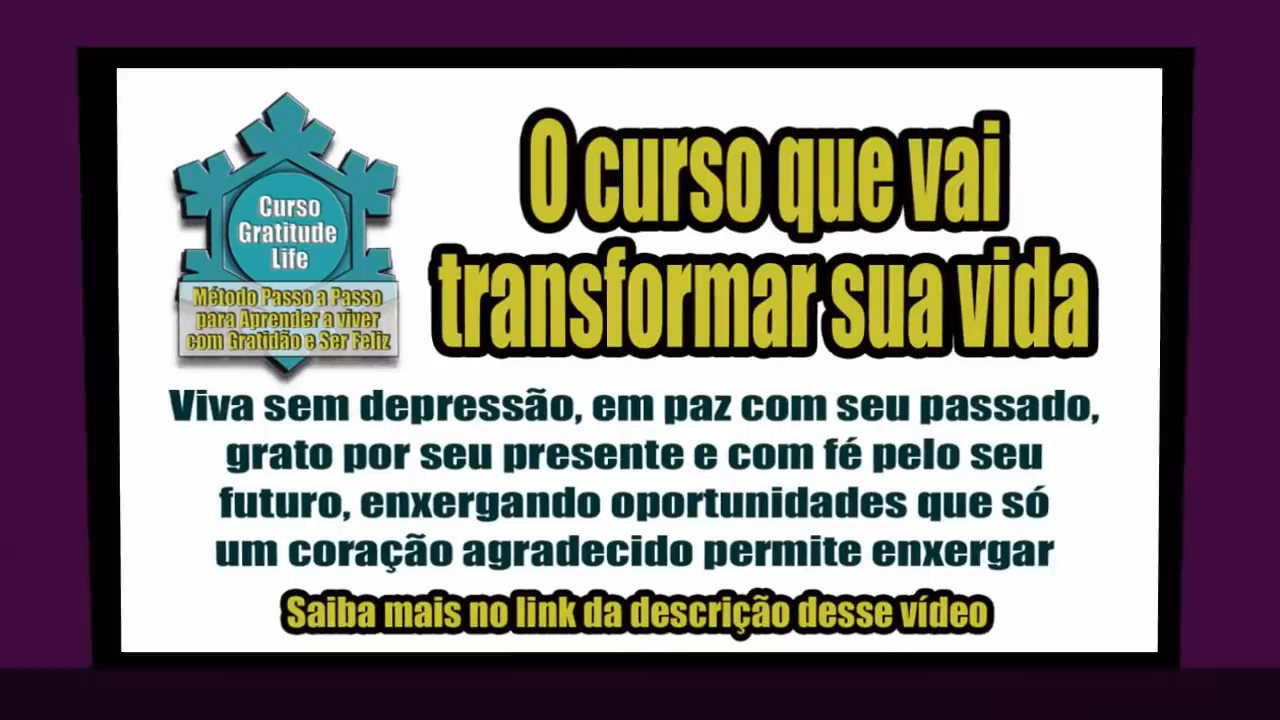 Curso
Gratitude
Life
Método Passo a Passo
para Aprender a viver
com Gratidão e Ser Feliz
O curso que vai
transformar sua vida
Viva sem depressão, em paz com seu passado,
grato por seu presente e com fé pelo seu
futuro, enxergando oportunidades que só
um coração agradecido permite enxergar
Saiba mais no link da descrição desse vídeo